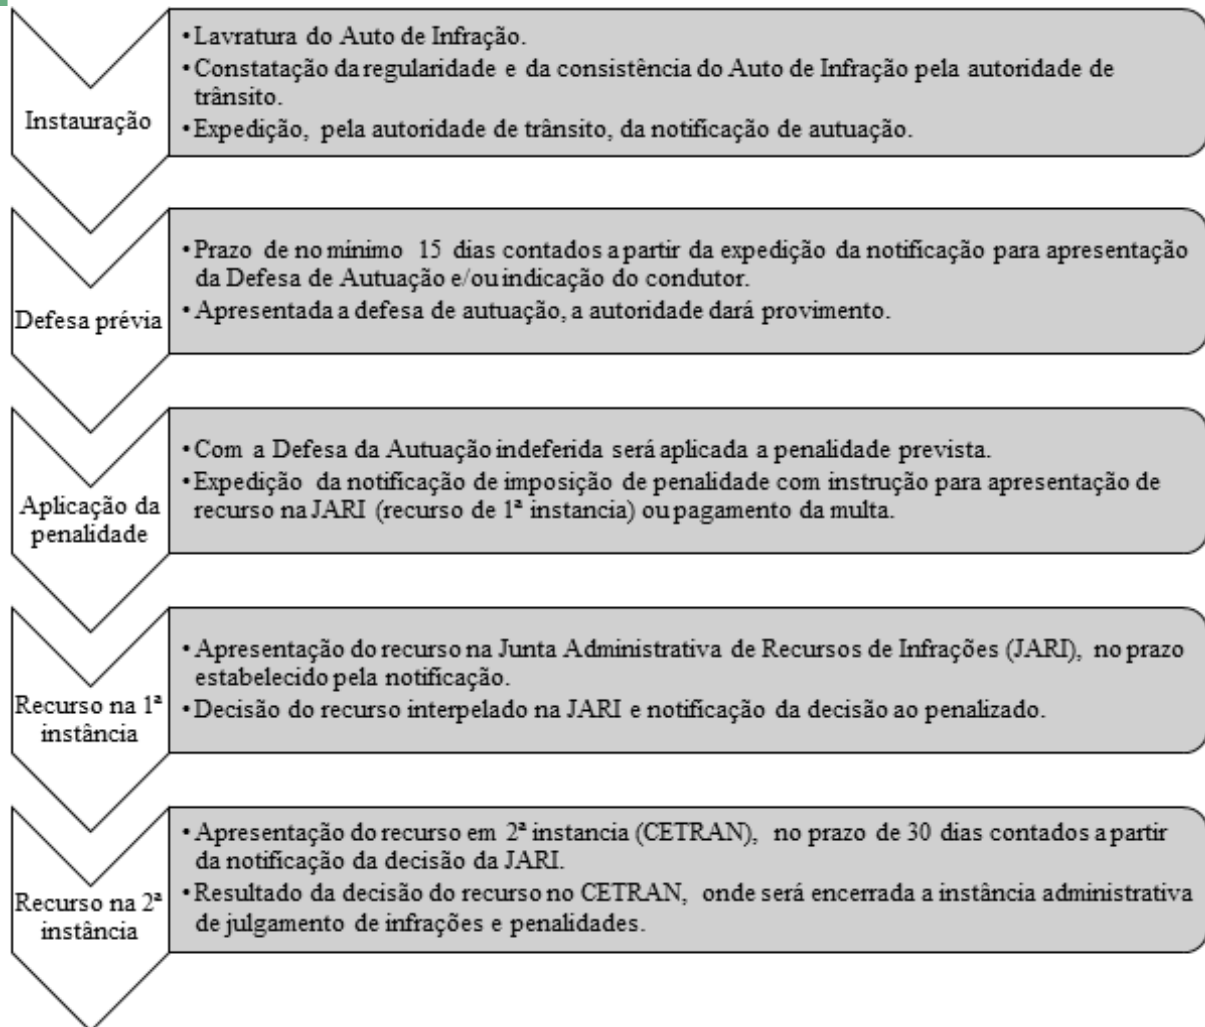 Instauração
• Lavratura do Auto de Infração.
• Constatação da regularidade e da consistência do Auto de Infração pela autoridade de
trânsito.
• Expedição, pela autoridade de trânsito, da notificação de autuação.
Defesa prévia
• Prazo de no minimo 15 dias contados a partir da expedição da notificação para apresentação
da Defesa de Autuação e/ou indicação do condutor.
• Apresentada a defesa de autuação, a autoridade dará provimento.
Aplicação da
penalidade
• Com a Defesa da Autuação indeferida será aplicada a penalidade prevista.
• Expedição da notificação de imposição de penalidade com instrução para apresentação de
recurso na JARI (recurso de 1ª instancia) ou pagamento da multa.
Recurso na 1ª
instância
• Apresentação do recurso na Junta Administrativa de Recursos de Infrações (JARI), no prazo
estabelecido pela notificação.
• Decisão do recurso interpelado na JARI e notificação da decisão ao penalizado.
Recurso na 2ª
instância
• Apresentação do recurso em 2ª instancia (CETRAN), no prazo de 30 dias contados a partir
da notificação da decisão da JARI.
• Resultado da decisão do recurso no CETRAN, onde será encerrada a instância administrativa
de julgamento de infrações e penalidades.